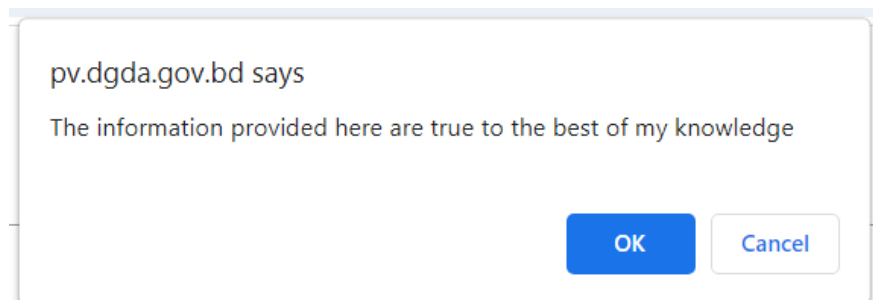 pv.dgda.gov.bd says
The information provided here are true to the best of my knowledge
OK Cancel